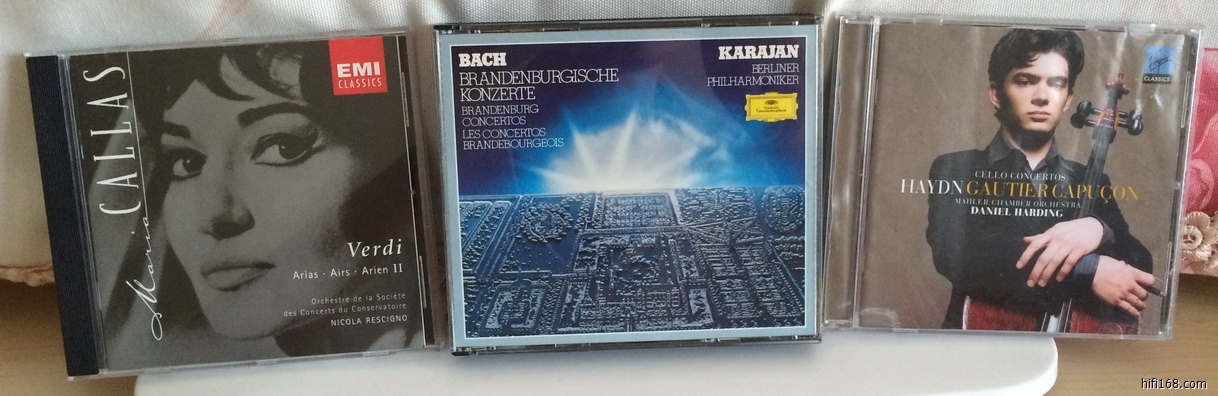 Maria CALLAS
EMI
CLASSICS
Verdi
Arias · Airs · Arien II
Orchestre de la Société
des Concerts du Conservatoire
NICOLA RESCIGNO
BACH
BRANDENBURGISCHE
KONZERTE
BRANDENBURG
CONCERTOS
LES CONCERTOS
BRANDEBOURGEOIS
KARAJAN
BERLINER
PHILHARMONIKER
Virgin
CLASSICS
CELLO CONCERTOS
HAYDN GAUTIER CAPUÇON
MAHLER CHAMBER ORCHESTRA
DANIEL HARDING
hifi168.com